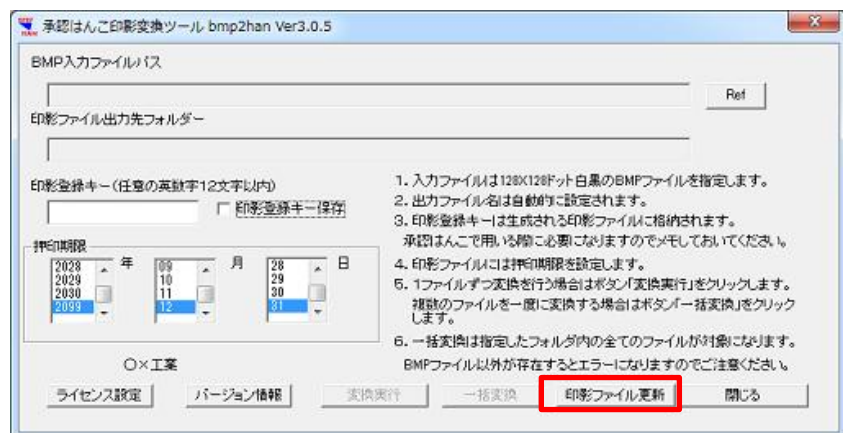 承認はんこ印影変換ツール bmp2han Ver3.0.5
BMP入力ファイルパス
Ref
印影ファイル出力先フォルダー
印影登録キー(任意の英数字12文字以内)
印影登録キー保存
押印期限
2028
2029
2030
2099
年
09
10
11
12
月
28
29
30
31
日
1. 入力ファイルは128X128ドット白黒のBMPファイルを指定します。
2. 出力ファイル名は自動的に設定されます。
3. 印影登録キーは生成される印影ファイルに格納されます。
承認はんこで用いる際に必要になりますのでメモしておいてください。
4. 印影ファイルには押印期限を設定します。
5. 1ファイルずつ変換を行う場合はボタン「変換実行」をクリックします。
複数のファイルを一度に変換する場合はボタン「一括変換」をクリック
します。
6. 一括変換は指定したフォルダ内の全てのファイルが対象になります。
BMPファイル以外が存在するとエラーになりますのでご注意ください。
○×工業
ライセンス設定
バージョン情報
変換実行
一括変換
印影ファイル更新
閉じる